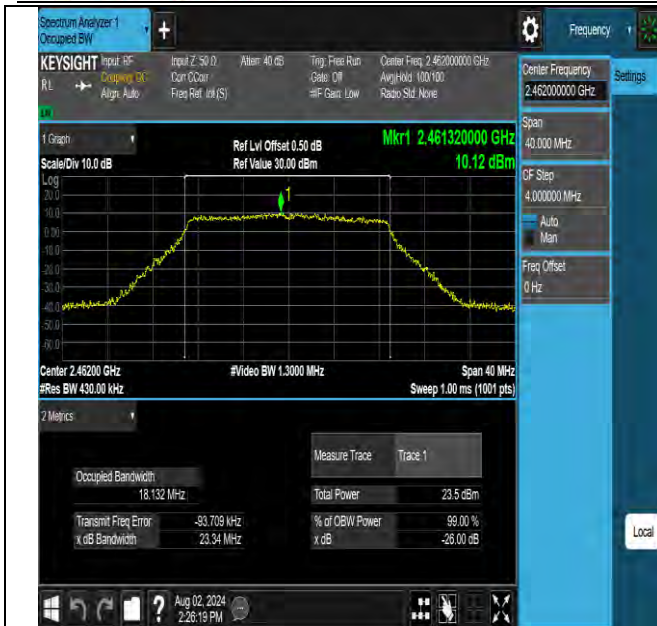 Spectrum Analyzer 1
Occupied BW
+
Frequency
KEYSIGHT Input: RF Input Z: 50 Ω Atten: 40 dB Trig: Free Run Center Freq: 2.462000000 GHz
RL Coupling: DC Corr CCorr Gate: Off Avg|Hold: 100/100
Align: Auto Freq Ref: Int (S) #IF Gain: Low Radio Std: None
Center Frequency
2.462000000 GHz
Settings
Span
40.000 MHz
CF Step
4.000000 MHz
Auto
Man
Freq Offset
0 Hz
1 Graph
Ref Lvl Offset 0.50 dB
Mkr1 2.461320000 GHz
Scale/Div 10.0 dB
Ref Value 30.00 dBm
10.12 dBm
Log
20.0
10.0
0.00
-10.0
-20.0
-30.0
-40.0
-50.0
-60.0
1
Center 2.46200 GHz #Video BW 1.3000 MHz Span 40 MHz
#Res BW 430.00 kHz Sweep 1.00 ms (1001 pts)
2 Metrics
Measure Trace Trace 1
Occupied Bandwidth
18.132 MHz
Total Power 23.5 dBm
Transmit Freq Error -93.709 kHz % of OBW Power 99.00 %
x dB Bandwidth 23.34 MHz x dB -26.00 dB
Local
?
Aug 02, 2024
2:26:19 PM